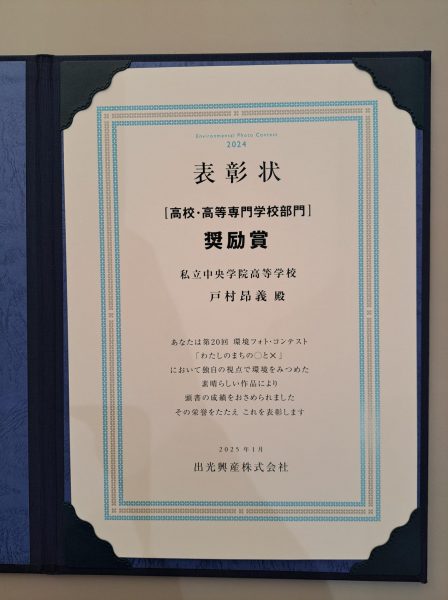 Environmental Photo Contest
2024
表彰状
[高校・高等専門学校部門]
奨励賞
私立中央学院高等学校
戸村昂義 殿
あなたは第20回 環境フォト・コンテスト
「わたしのまちの○と×」
において独自の視点で環境をみつめた
素晴らしい作品により
頭書の成績をおさめられました
その栄誉をたたえ これを表彰します
2025年1月
出光興産株式会社